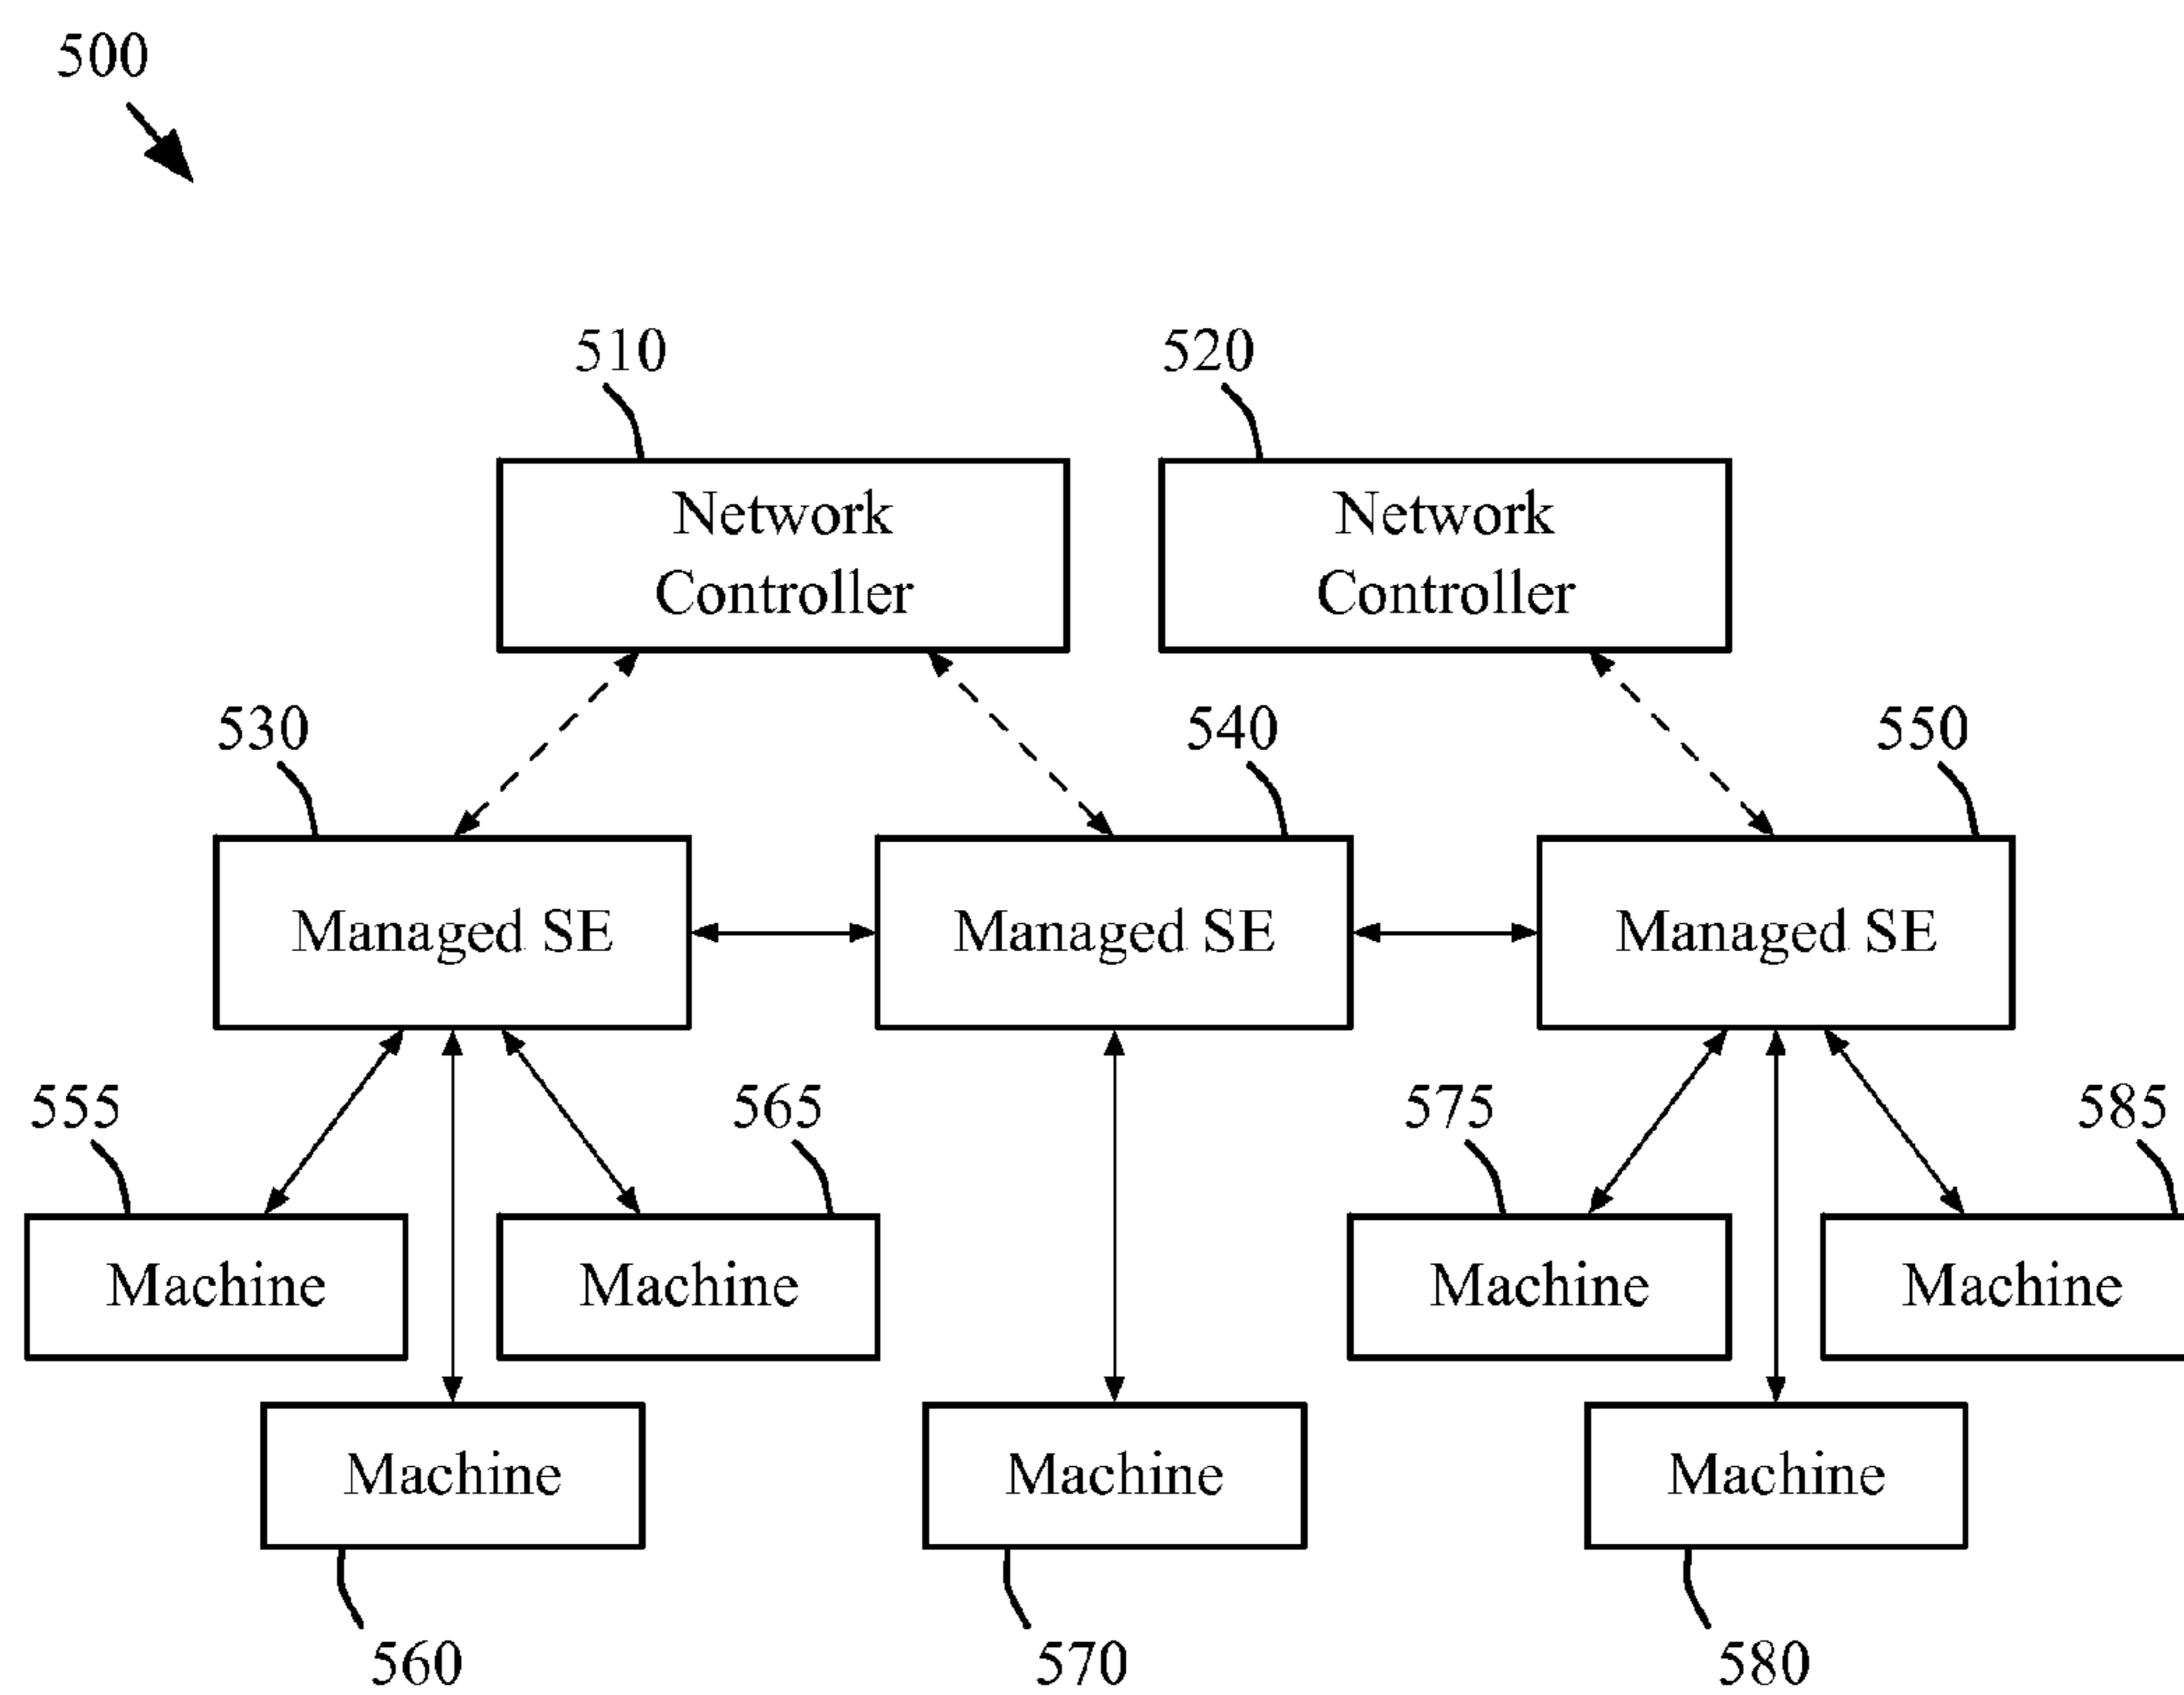 500
510
520
Network
Controller
Network
Controller
530
540
550
Managed SE
Managed SE
Managed SE
555
565
575
585
Machine
Machine
Machine
Machine
Machine
Machine
Machine
560
570
580